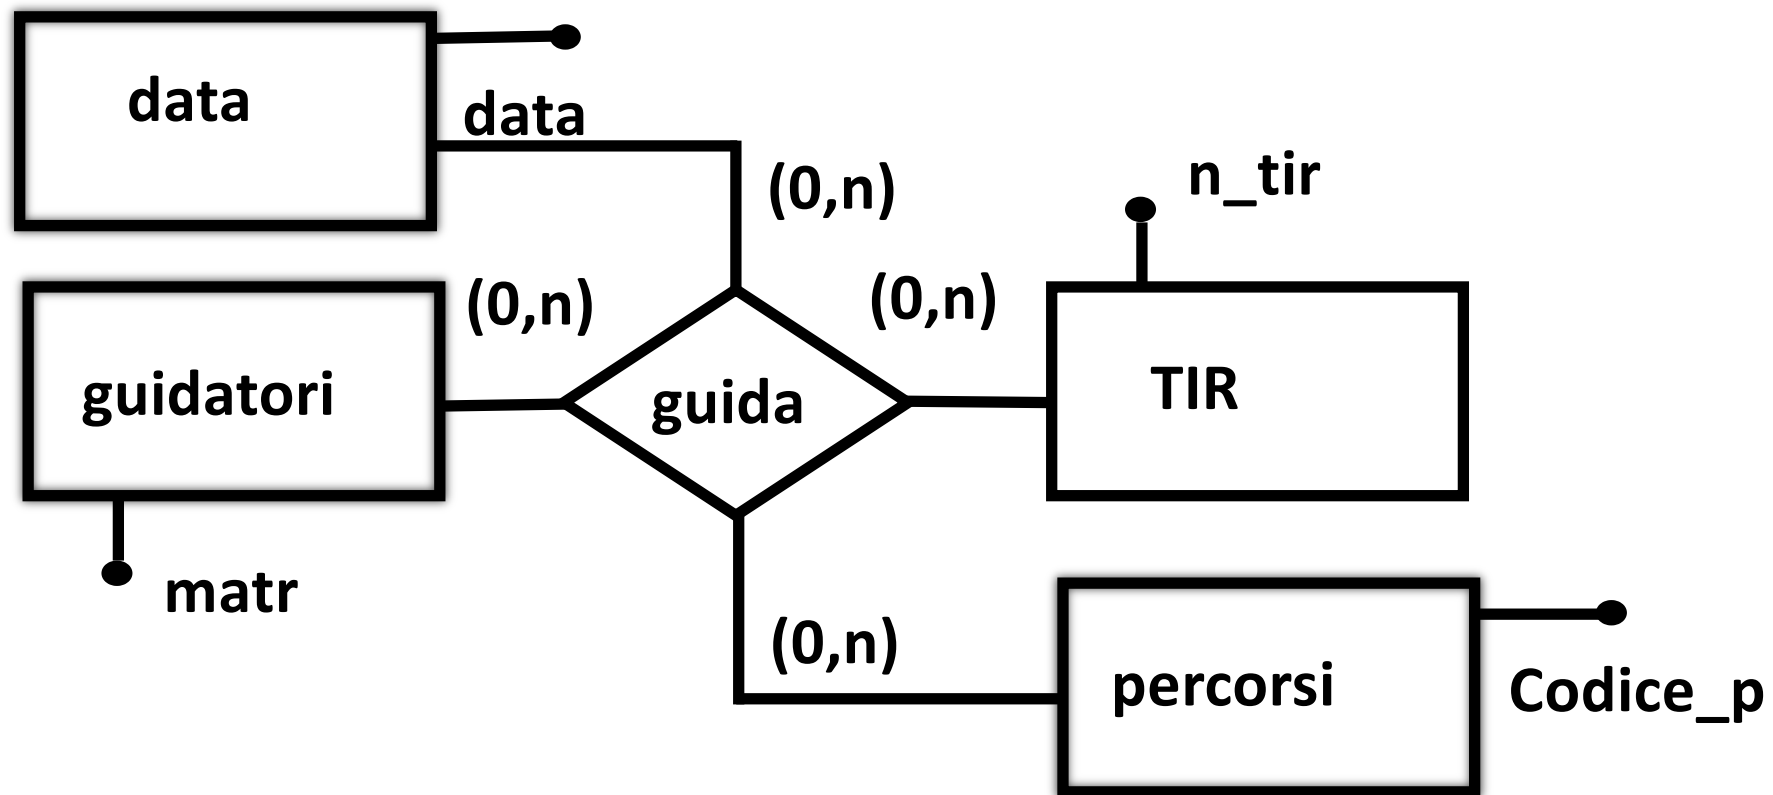 data
data
(0,n)
n_tir
(0,n)
(0,n)
guidatori
guida
TIR
matr
(0,n)
percorsi
Codice_p